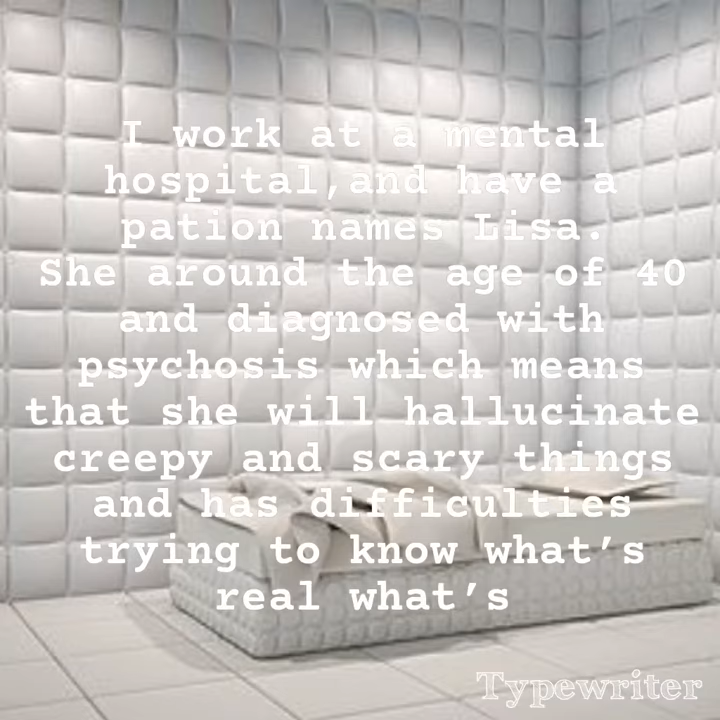 I work at a mental
hospital,and have a
pation names Lisa.
She around the age of 40
and diagnosed with
psychosis which means
that she will hallucinate
creepy and scary things
and has difficulties
trying to know what’s
real what’s
Typewriter